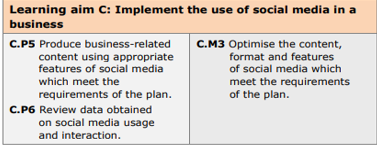 Learning aim C: Implement the use of social media in a
business
C.P5 Produce business-related
content using appropriate
features of social media
which meet the
requirements of the plan.
C.P6 Review data obtained
on social media usage
and interaction.
C.M3 Optimise the content,
format and features
of social media which
meet the requirements
of the plan.